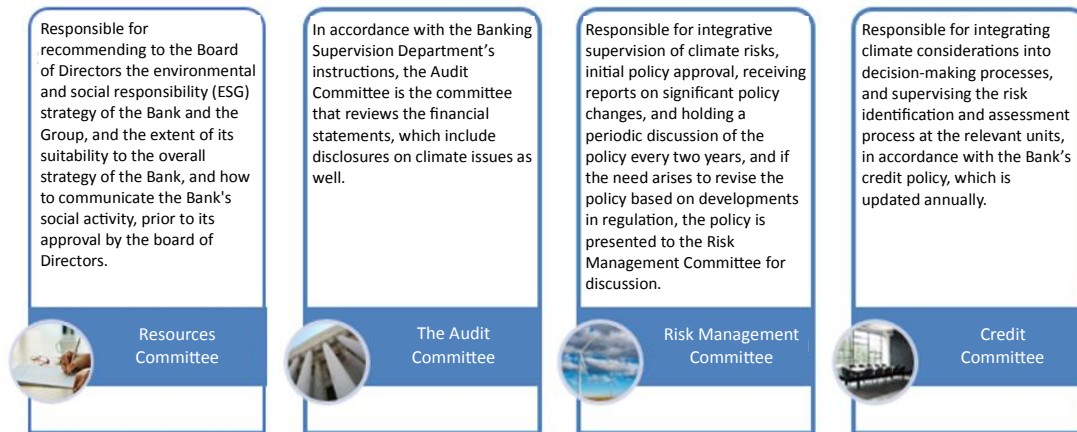 Responsible for
recommending to the Board
of Directors the environmental
and social responsibility (ESG)
strategy of the Bank and the
Group, and the extent of its
suitability to the overall
strategy of the Bank, and how
to communicate the Bank's
social activity, prior to its
approval by the board of
Directors.
Resources
Committee
In accordance with the Banking
Supervision Department’s
instructions, the Audit
Committee is the committee
that reviews the financial
statements, which include
disclosures on climate issues as
well.
The Audit
Committee
Responsible for integrative
supervision of climate risks,
initial policy approval, receiving
reports on significant policy
changes, and holding a
periodic discussion of the
policy every two years, and if
the need arises to revise the
policy based on developments
in regulation, the policy is
presented to the Risk
Management Committee for
discussion.
Risk Management
Committee
Responsible for integrating
climate considerations into
decision-making processes,
and supervising the risk
identification and assessment
process at the relevant units,
in accordance with the Bank’s
credit policy, which is
updated annually.
Credit
Committee